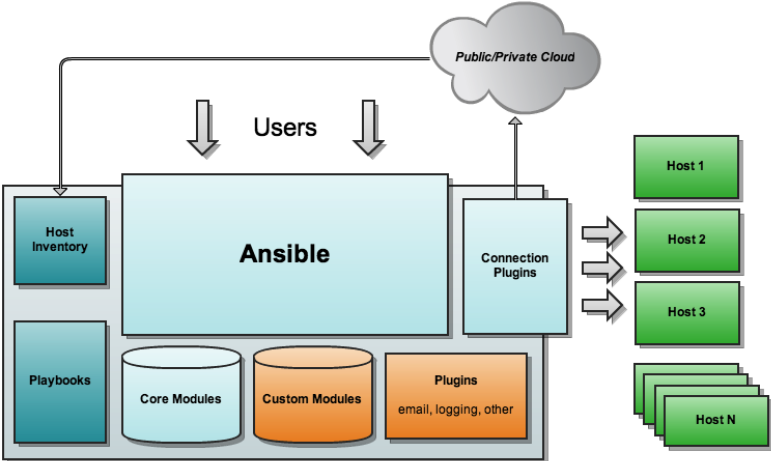 Public/Private Cloud
Users
Host 1
Host
Inventory
Ansible
Connection
Plugins
Host 2
Host 3
Playbooks
Core Modules
Custom Modules
Plugins
email, logging, other
Host N